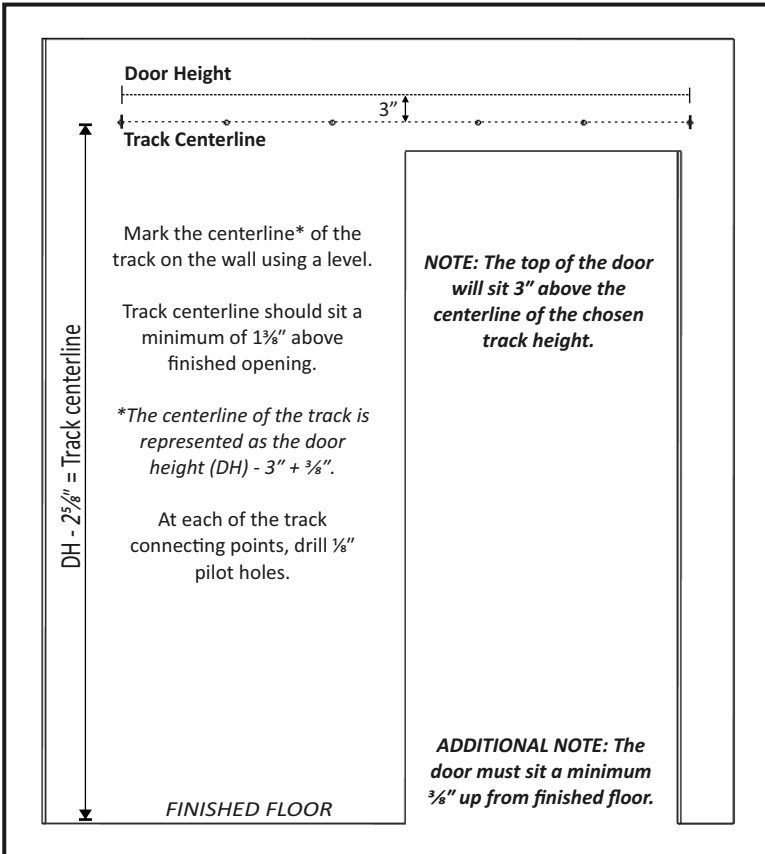 Door Height
3″
Track Centerline
DH - 2⅝″ = Track centerline
Mark the centerline* of the
track on the wall using a level.
Track centerline should sit a
minimum of 1⅜″ above
finished opening.
*The centerline of the track is
represented as the door
height (DH) - 3″ + ⅜″.
At each of the track
connecting points, drill ⅛″
pilot holes.
NOTE: The top of the door
will sit 3″ above the
centerline of the chosen
track height.
ADDITIONAL NOTE: The
door must sit a minimum
⅜″ up from finished floor.
FINISHED FLOOR